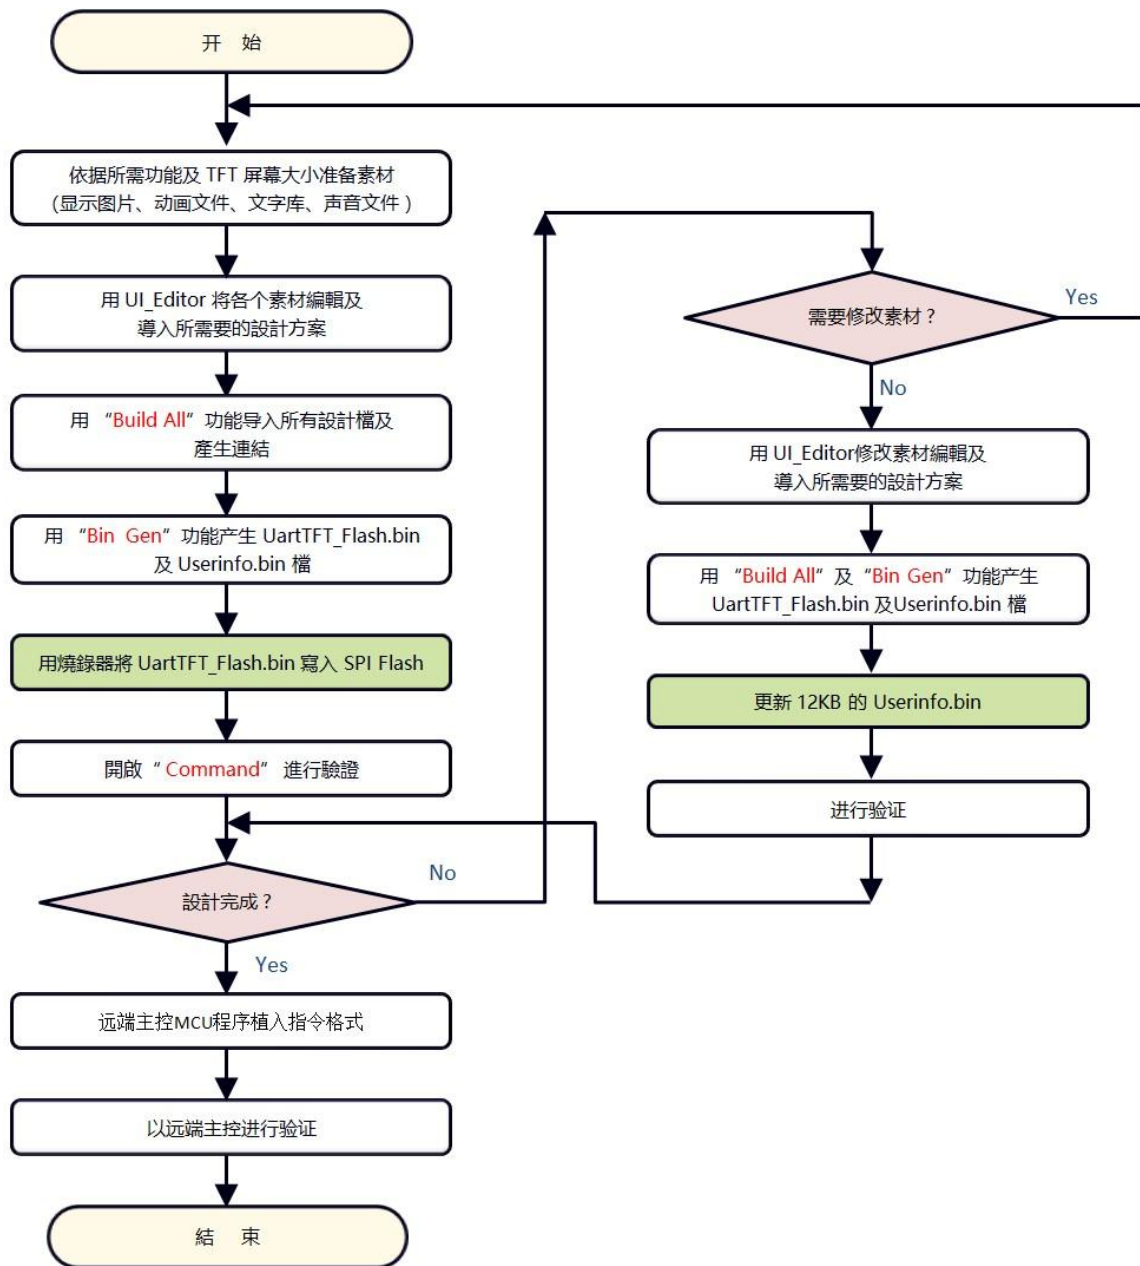 开 始
依据所需功能及 TFT 屏幕大小准备素材
(显示图片、动画文件、文字库、声音文件 )
用 UI_Editor 将各个素材編輯及
導入所需要的設計方案
用 “Build All“ 功能导入所有設計檔及
產生連結
用 “Bin Gen“ 功能产生 UartTFT_Flash.bin
及 Userinfo.bin 檔
用燒錄器將 UartTFT_Flash.bin 寫入 SPI Flash
開啟 “ Command“ 進行驗證
設計完成 ?
No
Yes
远端主控MCU程序植入指令格式
以远端主控进行验证
結 束
需要修改素材 ?
Yes
No
用 UI_Editor修改素材編輯及
導入所需要的設計方案
用 “Build All“ 及 “Bin Gen“ 功能产生
UartTFT_Flash.bin 及Userinfo.bin 檔
更新 12KB 的 Userinfo.bin
进行验证